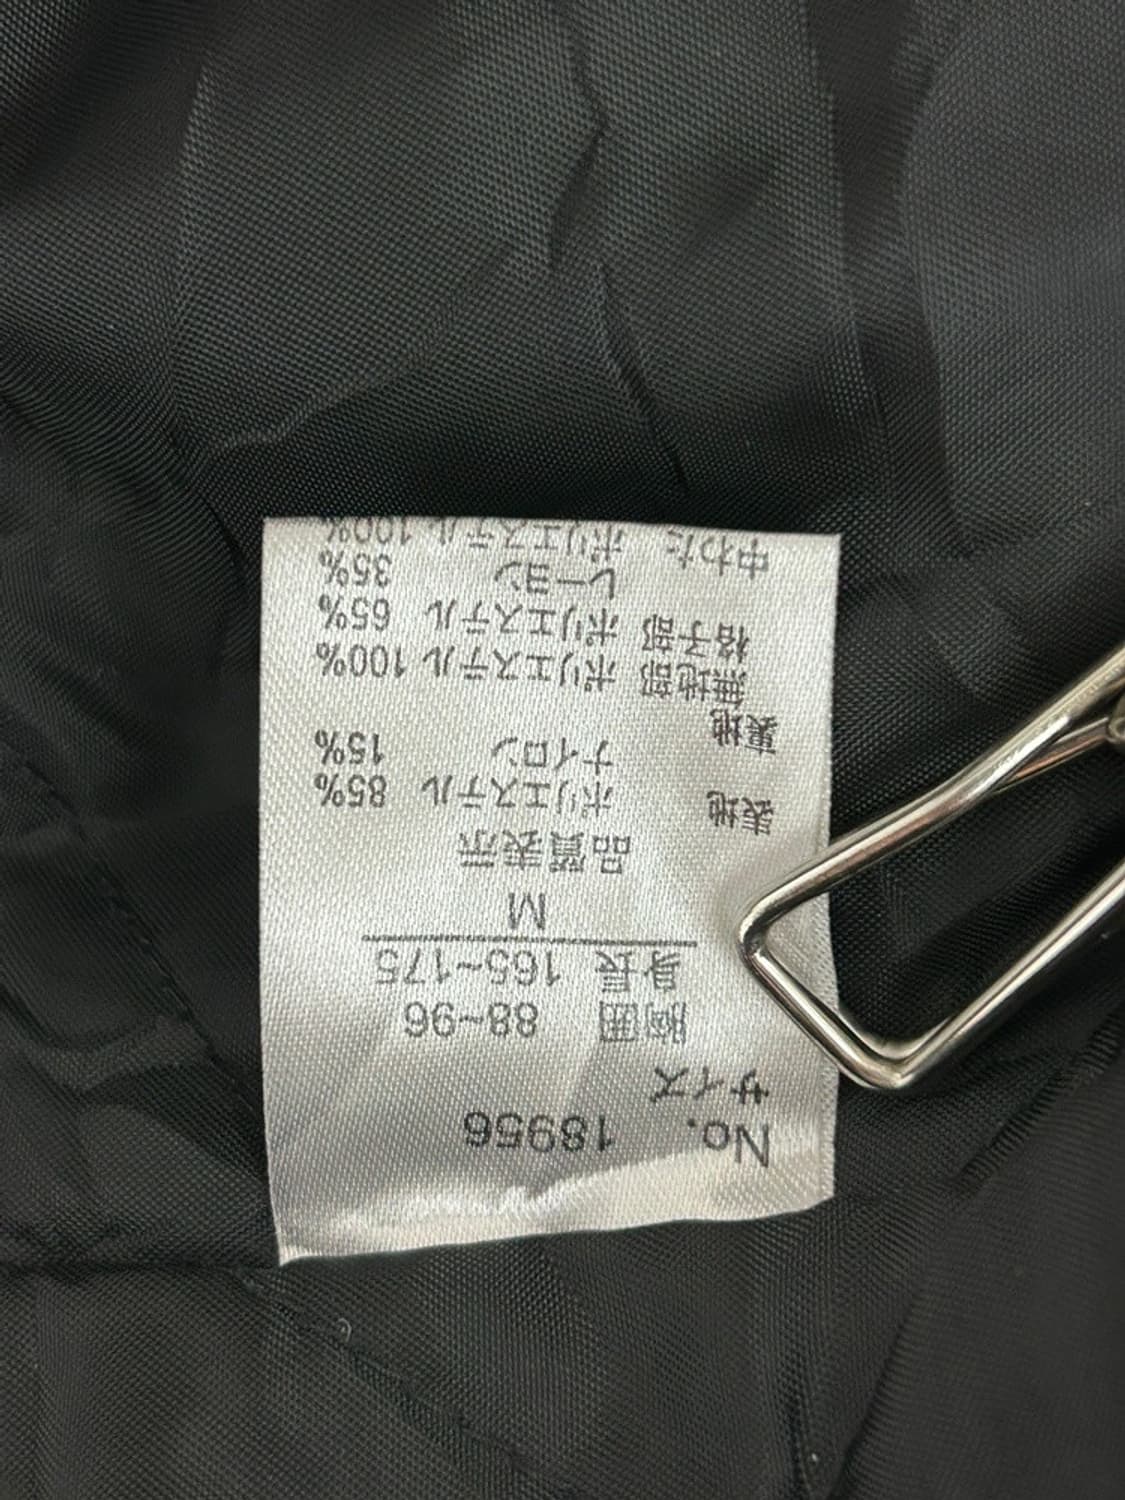 No. 18956
サイズ
胸囲 88~96
身長 165~175
M
品質表示
表地 ポリエステル 85%
ナイロン 15%
裏地
無地部 ポリエステル 100%
格子部 ポリエステル 65%
レーヨン 35%
中わた ポリエステル 100%